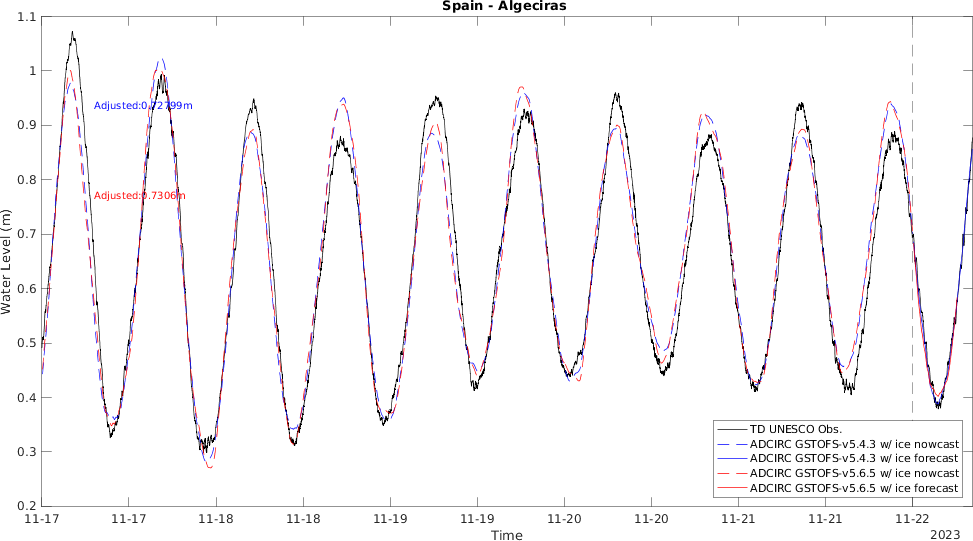 Spain - Algeciras
1.1
1
0.9
0.8
0.7
0.6
0.5
0.4
0.3
0.2
Water Level (m)
Adjusted:0.72799m
Adjusted:0.7306m
TD UNESCO Obs.
ADCIRC GSTOFS-v5.4.3 w/ ice nowcast
ADCIRC GSTOFS-v5.4.3 w/ ice forecast
ADCIRC GSTOFS-v5.6.5 w/ ice nowcast
ADCIRC GSTOFS-v5.6.5 w/ ice forecast
11-17 11-17 11-18 11-18 11-19 11-19 11-20 11-20 11-21 11-21 11-22
Time
2023